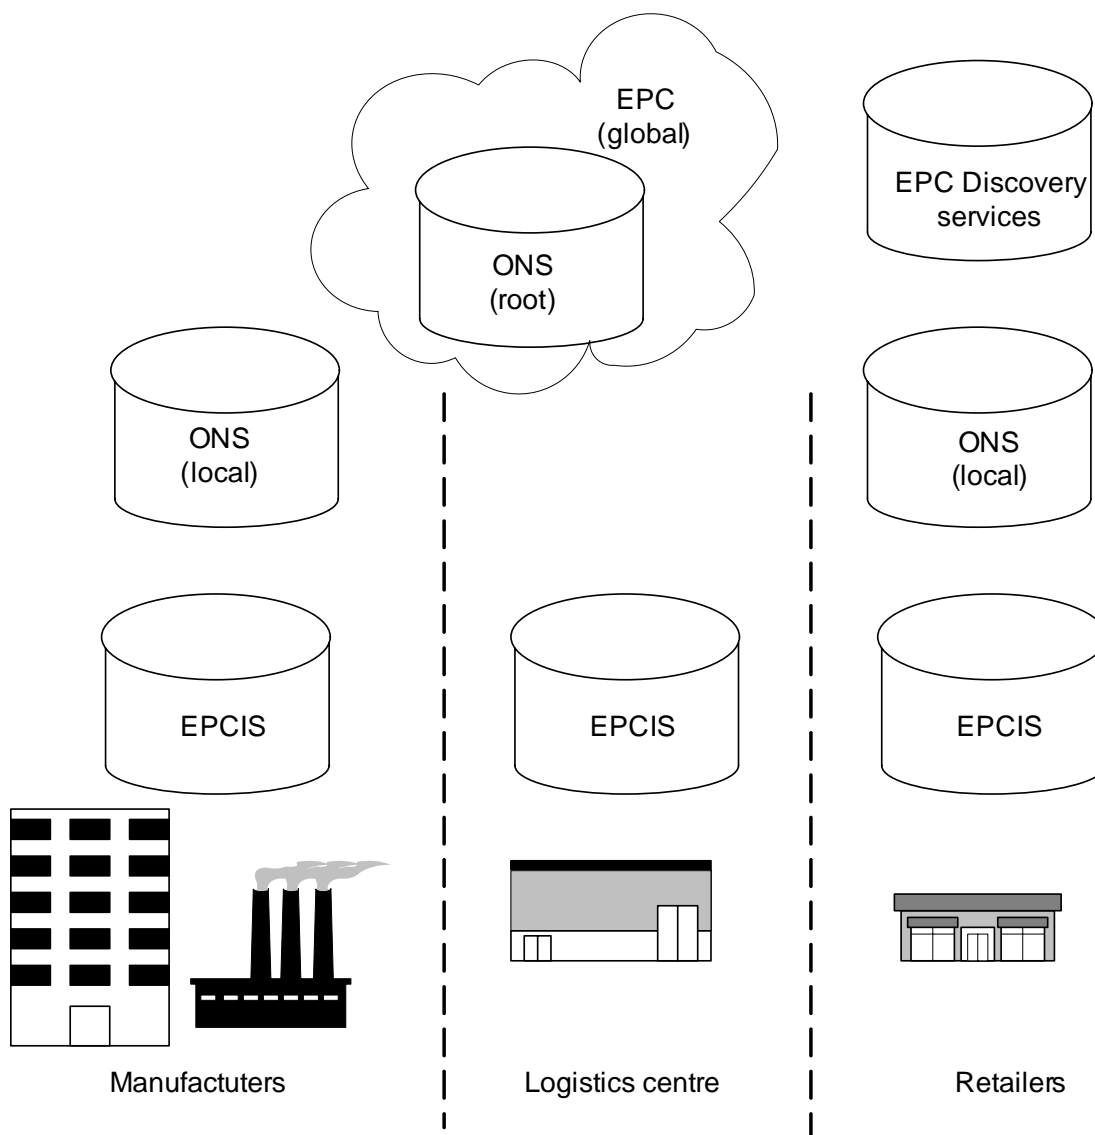 EPC
(global)
EPC Discovery
services
ONS
(root)
ONS
(local)
ONS
(local)
EPCIS
EPCIS
EPCIS
Manufactuters
Logistics centre
Retailers